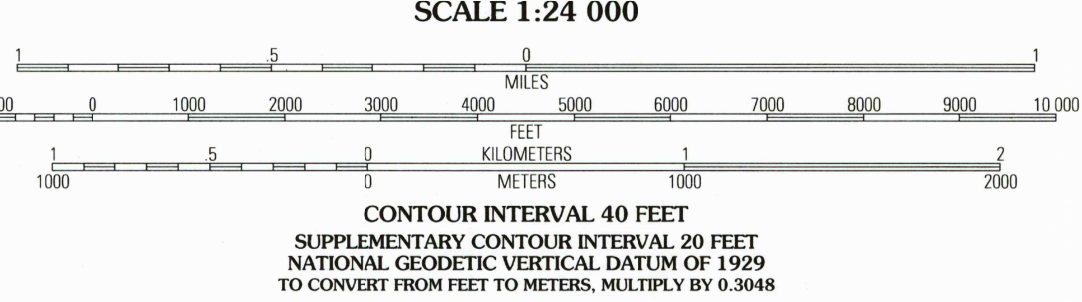 SCALE 1:24 000
1 .5 0 1
MILES
0 1000 2000 3000 4000 5000 6000 7000 8000 9000 10 000
FEET
1 .5 0 KILOMETERS 1 2
1000 0 METERS 1000 2000
CONTOUR INTERVAL 40 FEET
SUPPLEMENTARY CONTOUR INTERVAL 20 FEET
NATIONAL GEODETIC VERTICAL DATUM OF 1929
TO CONVERT FROM FEET TO METERS, MULTIPLY BY 0.3048